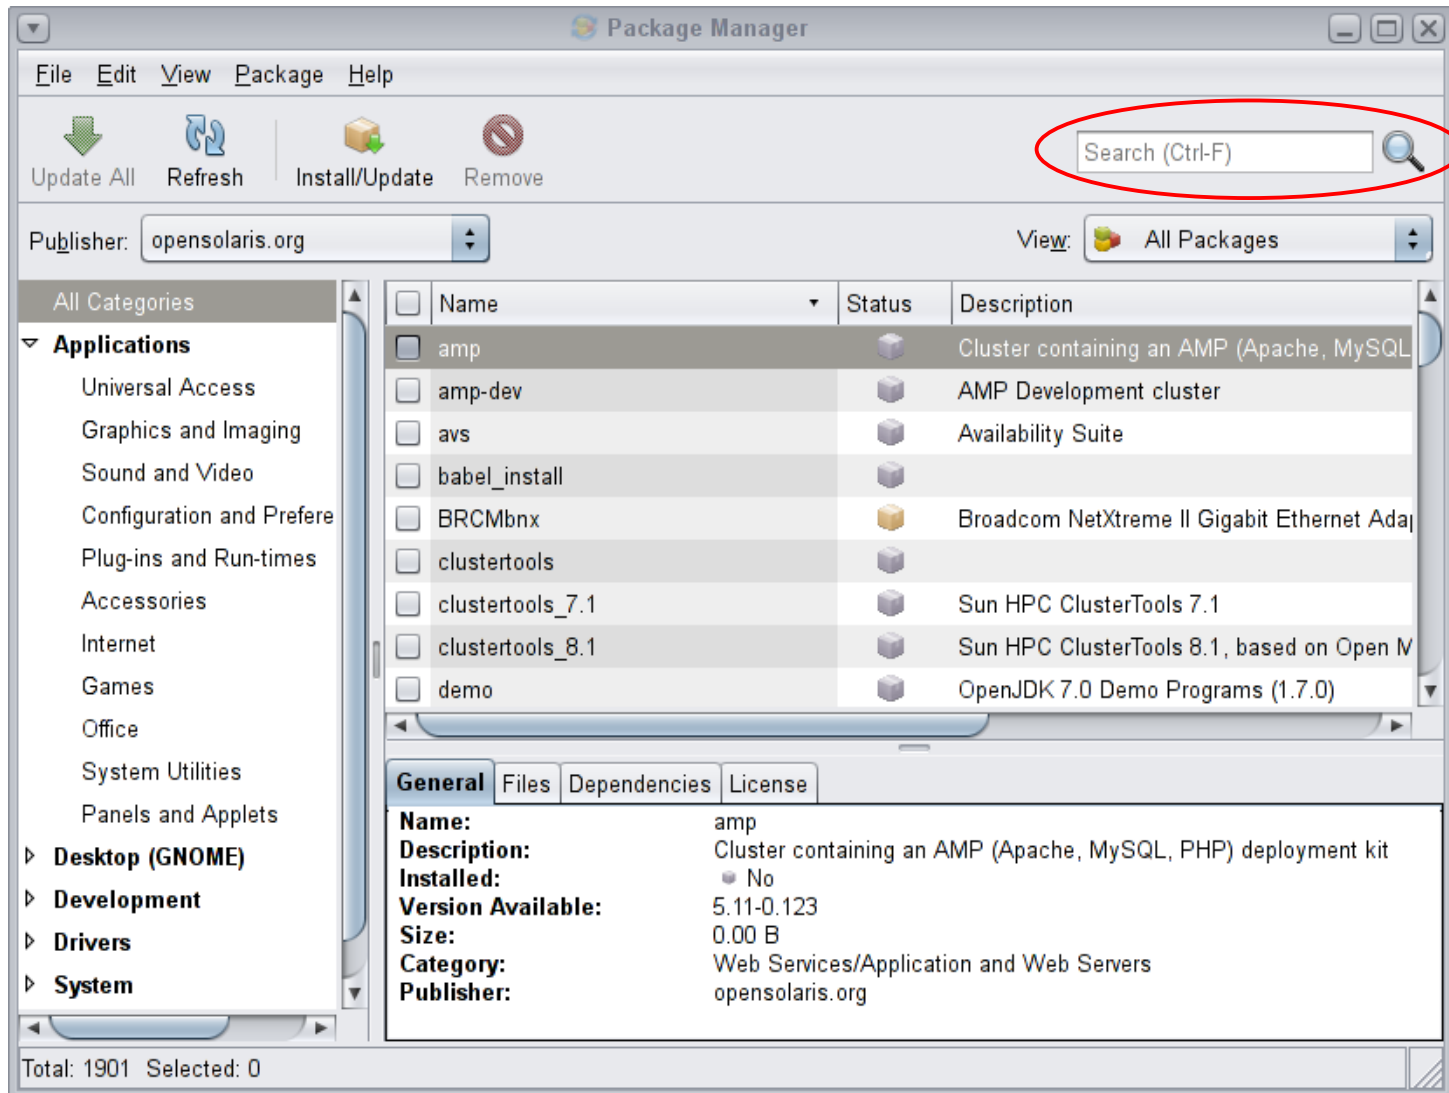 Package Manager
File Edit View Package Help
Update All Refresh Install/Update Remove
Search (Ctrl-F)
Publisher: opensolaris.org
View: All Packages
All Categories
Applications
Universal Access
Graphics and Imaging
Sound and Video
Configuration and Prefere
Plug-ins and Run-times
Accessories
Internet
Games
Office
System Utilities
Panels and Applets
Desktop (GNOME)
Development
Drivers
System
Name Status Description
amp Cluster containing an AMP (Apache, MySQL
amp-dev AMP Development cluster
avs Availability Suite
babel_install
BRCMbnx Broadcom NetXtreme II Gigabit Ethernet Adap
clustertools
clustertools_7.1 Sun HPC ClusterTools 7.1
clustertools_8.1 Sun HPC ClusterTools 8.1, based on Open M
demo OpenJDK 7.0 Demo Programs (1.7.0)
General Files Dependencies License
Name: amp
Description: Cluster containing an AMP (Apache, MySQL, PHP) deployment kit
Installed: No
Version Available: 5.11-0.123
Size: 0.00 B
Category: Web Services/Application and Web Servers
Publisher: opensolaris.org
Total: 1901 Selected: 0